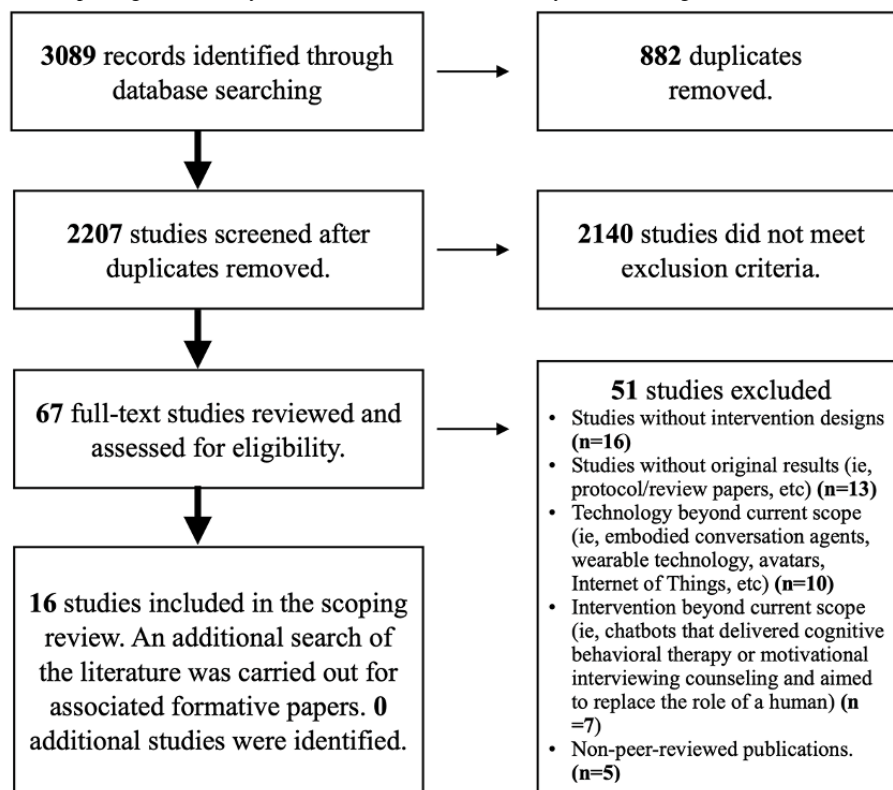 3089 records identified through
database searching
882 duplicates
removed.
2207 studies screened after
duplicates removed.
2140 studies did not meet
exclusion criteria.
67 full-text studies reviewed and
assessed for eligibility.
51 studies excluded
• Studies without intervention designs
(n=16)
• Studies without original results (ie,
protocol/review papers, etc) (n=13)
• Technology beyond current scope
(ie, embodied conversation agents,
wearable technology, avatars,
Internet of Things, etc) (n=10)
• Intervention beyond current scope
(ie, chatbots that delivered cognitive
behavioral therapy or motivational
interviewing counseling and aimed
to replace the role of a human) (n
=7)
• Non-peer-reviewed publications.
(n=5)
16 studies included in the scoping
review. An additional search of
the literature was carried out for
associated formative papers. 0
additional studies were identified.